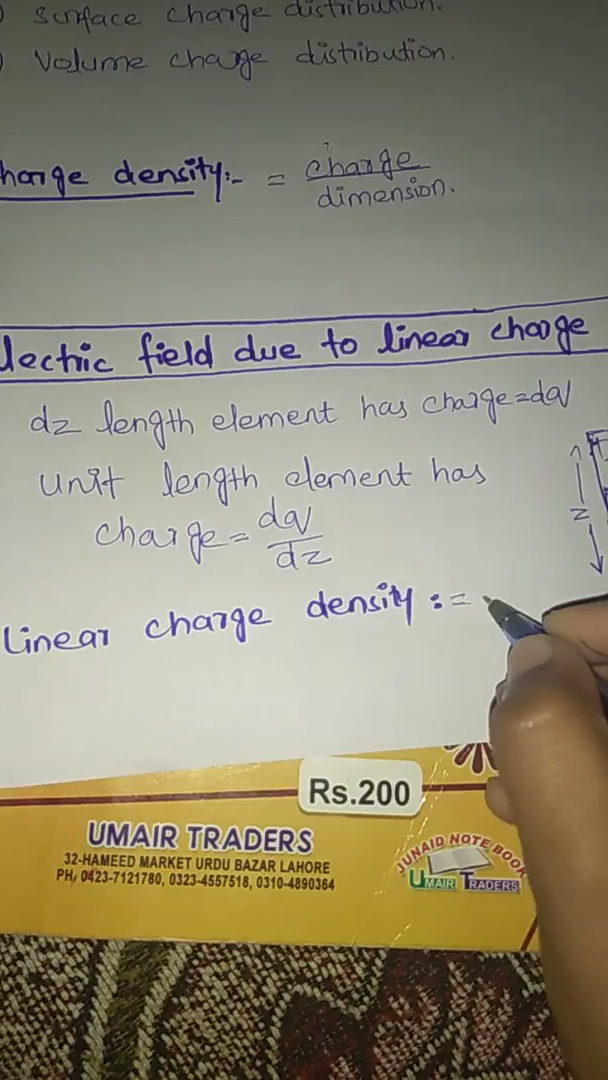 ) Surface charge distribution.
) Volume charge distribution.
harge density:- = charge
dimension.
lectric field due to linear charge
dz length element has charge=dq
unit length element has
charge= dq
dz
z
Linear charge density :=
Rs.200
UMAIR TRADERS
32-HAMEED MARKET URDU BAZAR LAHORE
PH, 0423-7121780, 0323-4557518, 0310-4890364
JUNAID NOTE BOOK
UMAIR TRADERS